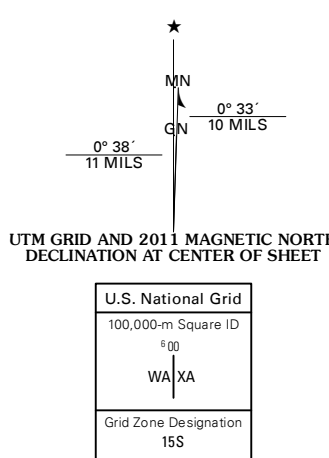 ★
MN
0° 33´
10 MILS
GN
0° 38´
11 MILS
UTM GRID AND 2011 MAGNETIC NORTH
DECLINATION AT CENTER OF SHEET
U.S. National Grid
100,000-m Square ID
6 00
WA XA
Grid Zone Designation
15S